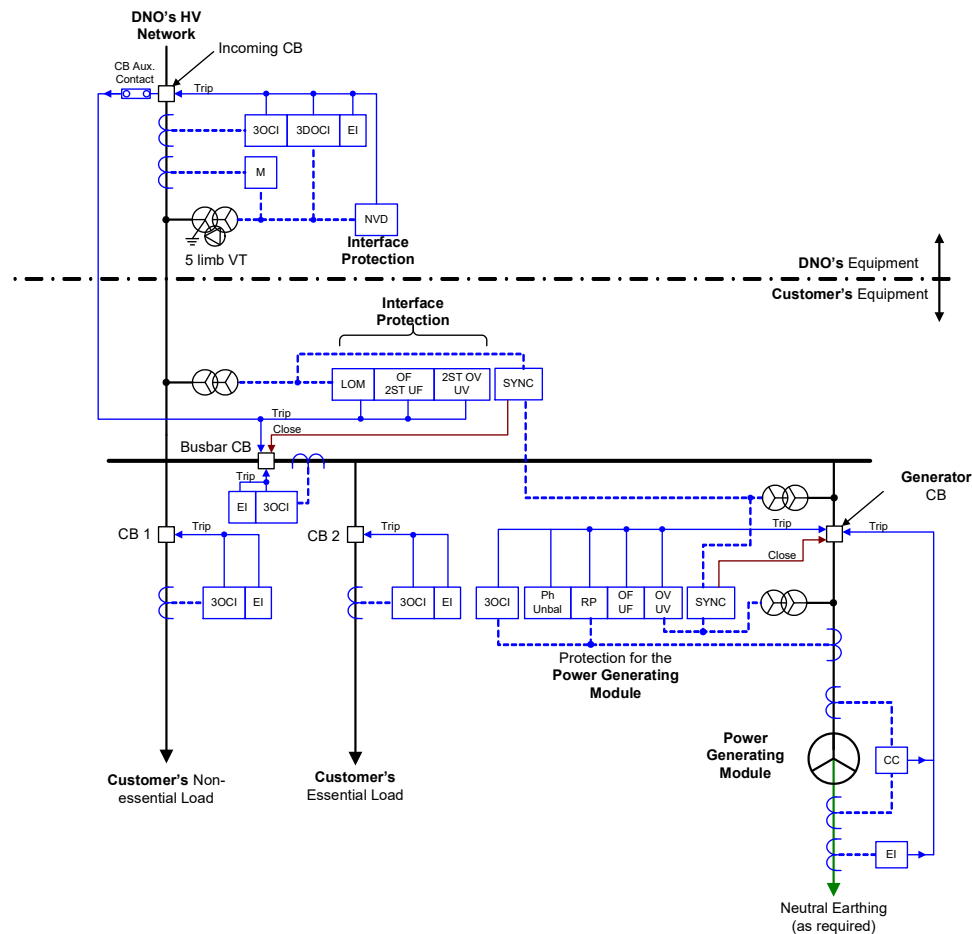 DNO's HV
Network
Incoming CB
CB Aux.
Contact
Trip
3OCI
3DOCI
EI
M
NVD
5 limb VT
Interface
Protection
DNO's Equipment
Customer's Equipment
Interface
Protection
LOM
OF
2ST UF
2ST OV
UV
SYNC
Trip
Close
Busbar CB
Trip
EI
3OCI
Generator
CB
CB 1
Trip
CB 2
Trip
Trip
Trip
Close
3OCI
EI
3OCI
EI
3OCI
Ph
Unbal
RP
OF
UF
OV
UV
SYNC
Protection for the
Power Generating
Module
Power
Generating
Module
CC
Customer's Non-
essential Load
Customer's
Essential Load
EI
Neutral Earthing
(as required)